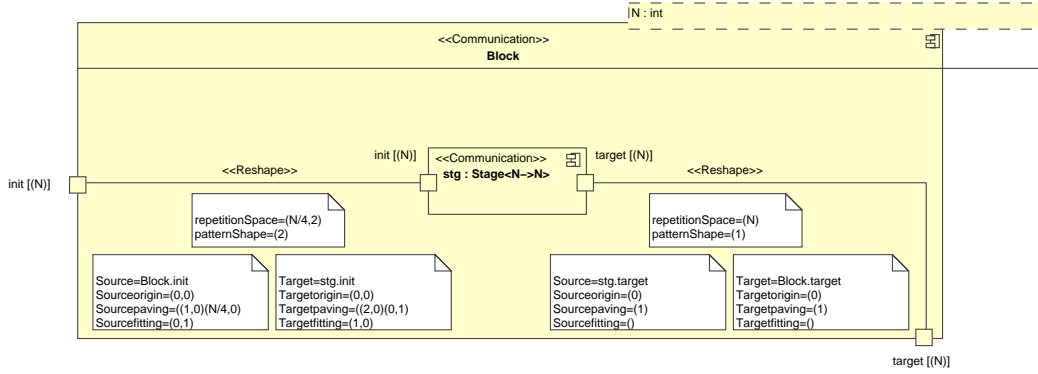 N : int
<<Communication>>
Block
init [(N)]
<<Reshape>>
init [(N)]
<<Communication>>
stg : Stage<N−>N>
target [(N)]
<<Reshape>>
repetitionSpace=(N/4,2)
patternShape=(2)
repetitionSpace=(N)
patternShape=(1)
Source=Block.init
Sourceorigin=(0,0)
Sourcepaving=((1,0)(N/4,0)
Sourcefitting=(0,1)
Target=stg.init
Targetorigin=(0,0)
Targetpaving=((2,0)(0,1)
Targetfitting=(1,0)
Source=stg.target
Sourceorigin=(0)
Sourcepaving=(1)
Sourcefitting=()
Target=Block.target
Targetorigin=(0)
Targetpaving=(1)
Targetfitting=()
target [(N)]